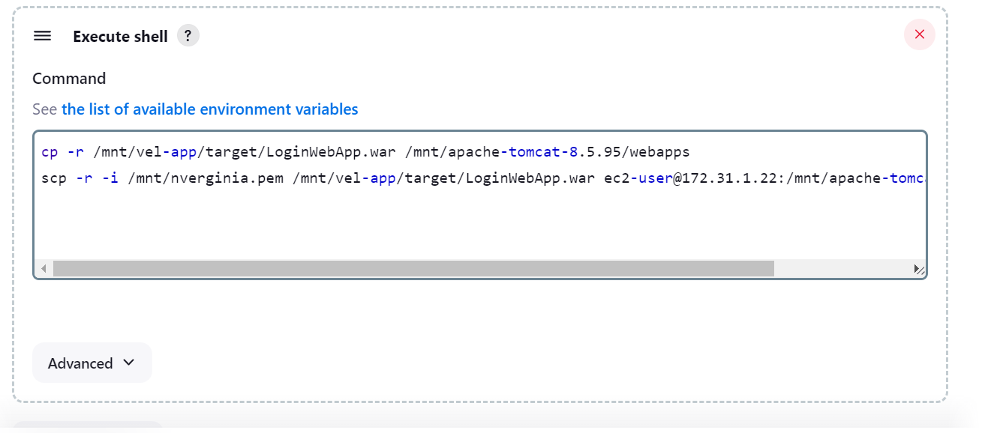 Execute shell ?
Command
See the list of available environment variables
cp -r /mnt/vel-app/target/LoginWebApp.war /mnt/apache-tomcat-8.5.95/webapps
scp -r -i /mnt/nverginia.pem /mnt/vel-app/target/LoginWebApp.war ec2-user@172.31.1.22:/mnt/apache-tomc
Advanced